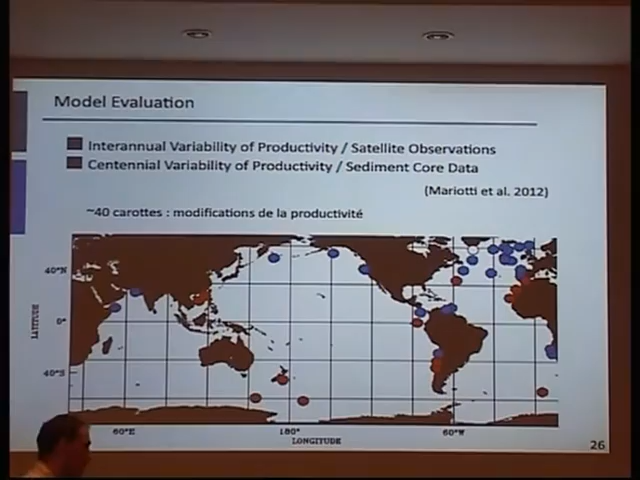 Model Evaluation
Interannual Variability of Productivity / Satellite Observations
Centennial Variability of Productivity / Sediment Core Data
(Mariotti et al. 2012)
~40 carottes : modifications de la productivité
40°N
0°
40°S
LATITUDE
60°E
180°
60°W
LONGITUDE
26